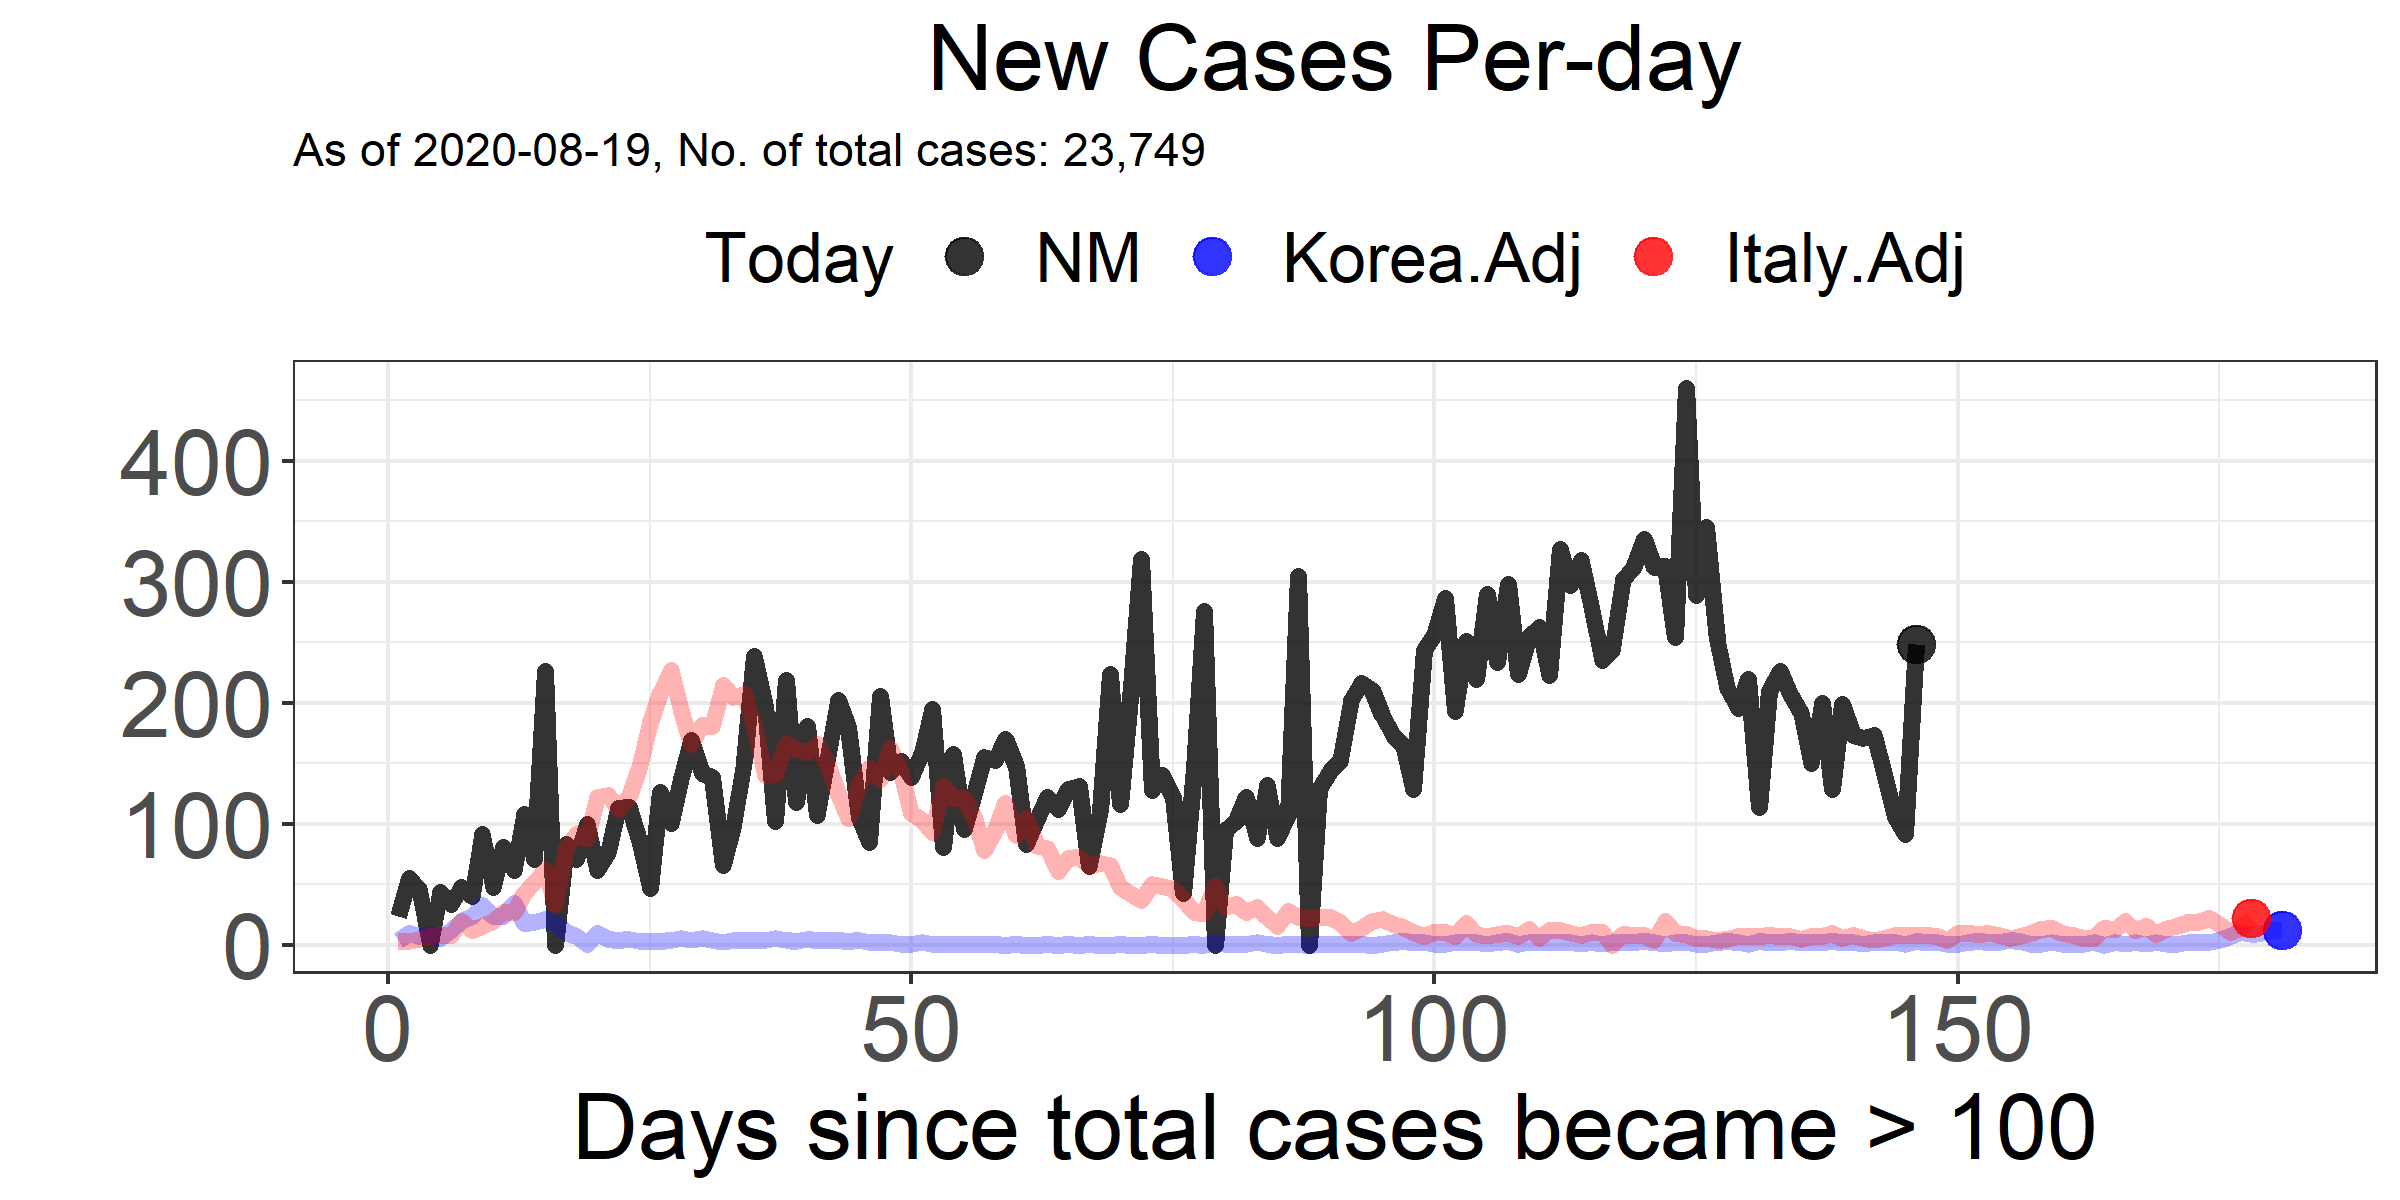 New Cases Per-day
As of 2020-08-19, No. of total cases: 23,749
Today NM Korea.Adj Italy.Adj
400
300
200
100
0
0 50 100 150
Days since total cases became > 100